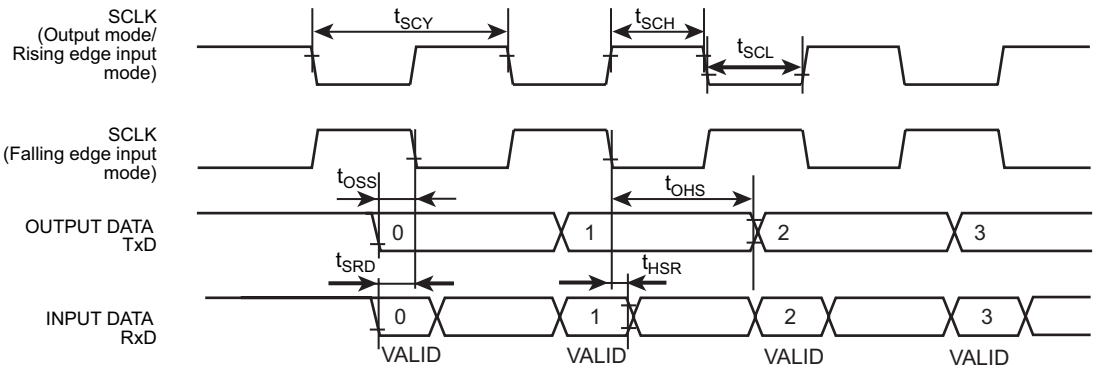 SCLK
(Output mode/
Rising edge input
mode)
tSCY
tSCH
tSCL
SCLK
(Falling edge input
mode)
tOSS
tOHS
OUTPUT DATA
TxD
0
1
2
3
tSRD
tHSR
INPUT DATA
RxD
0
1
2
3
VALID
VALID
VALID
VALID